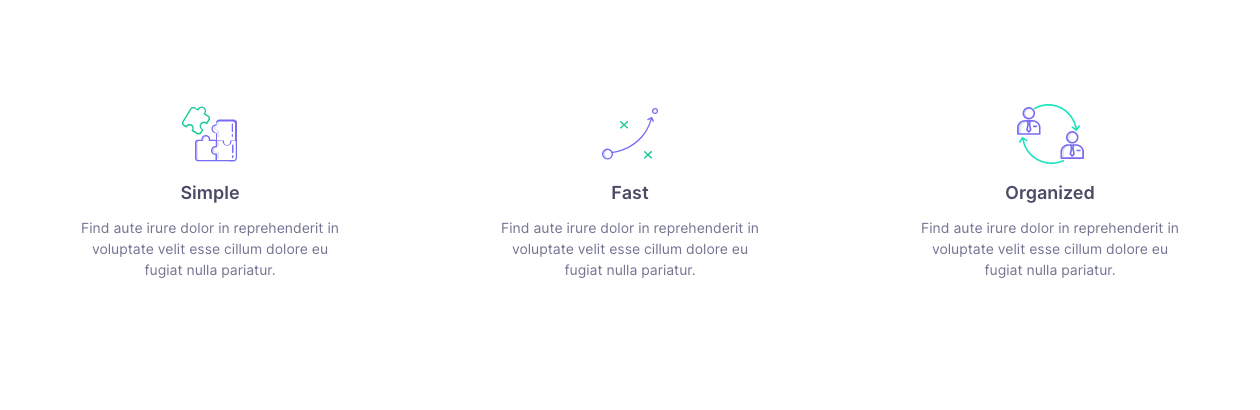 Simple
Find aute irure dolor in reprehenderit in
voluptate velit esse cillum dolore eu
fugiat nulla pariatur.
Fast
Find aute irure dolor in reprehenderit in
voluptate velit esse cillum dolore eu
fugiat nulla pariatur.
Organized
Find aute irure dolor in reprehenderit in
voluptate velit esse cillum dolore eu
fugiat nulla pariatur.